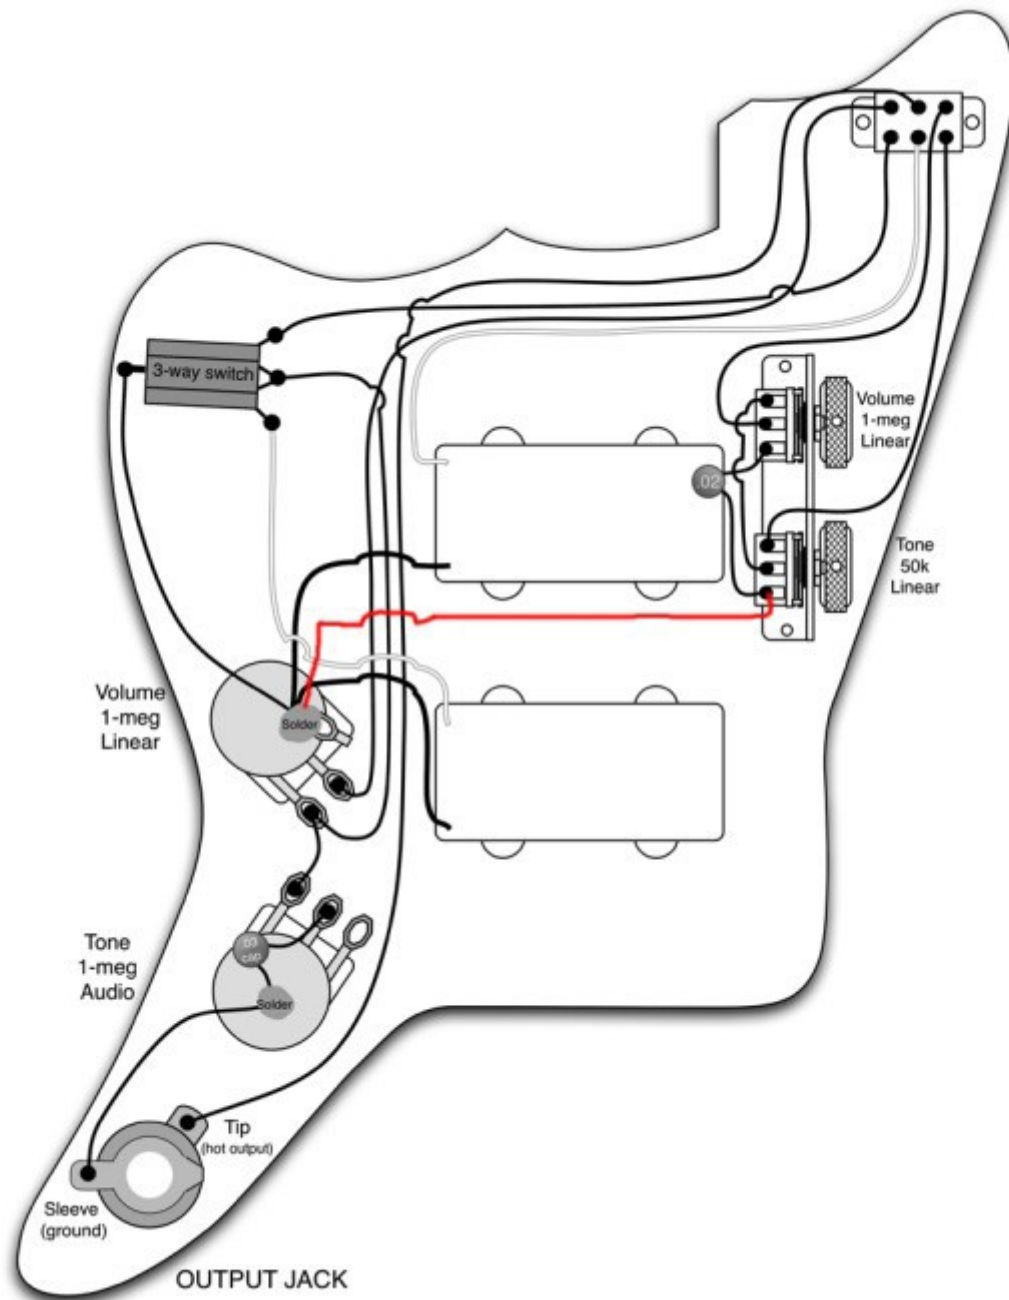 3-way switch
Volume
1-meg
Linear
.02
Tone
50k
Linear
Volume
1-meg
Linear
Solder
Tone
1-meg
Audio
.03
cap
Solder
Tip
(hot output)
Sleeve
(ground)
OUTPUT JACK